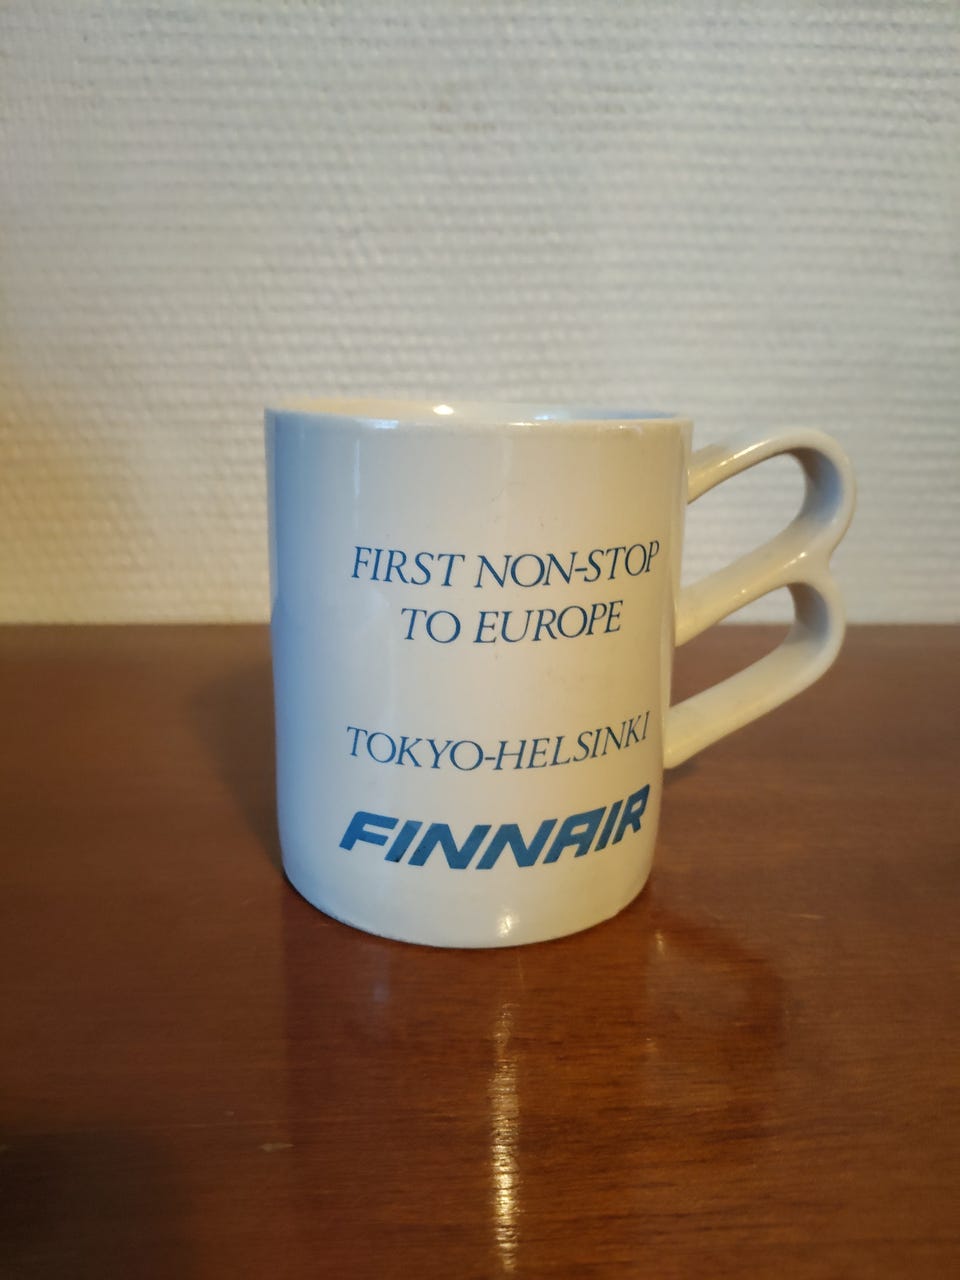 FIRST NON-STOP
TO EUROPE
TOKYO-HELSINKI
FINNAIR